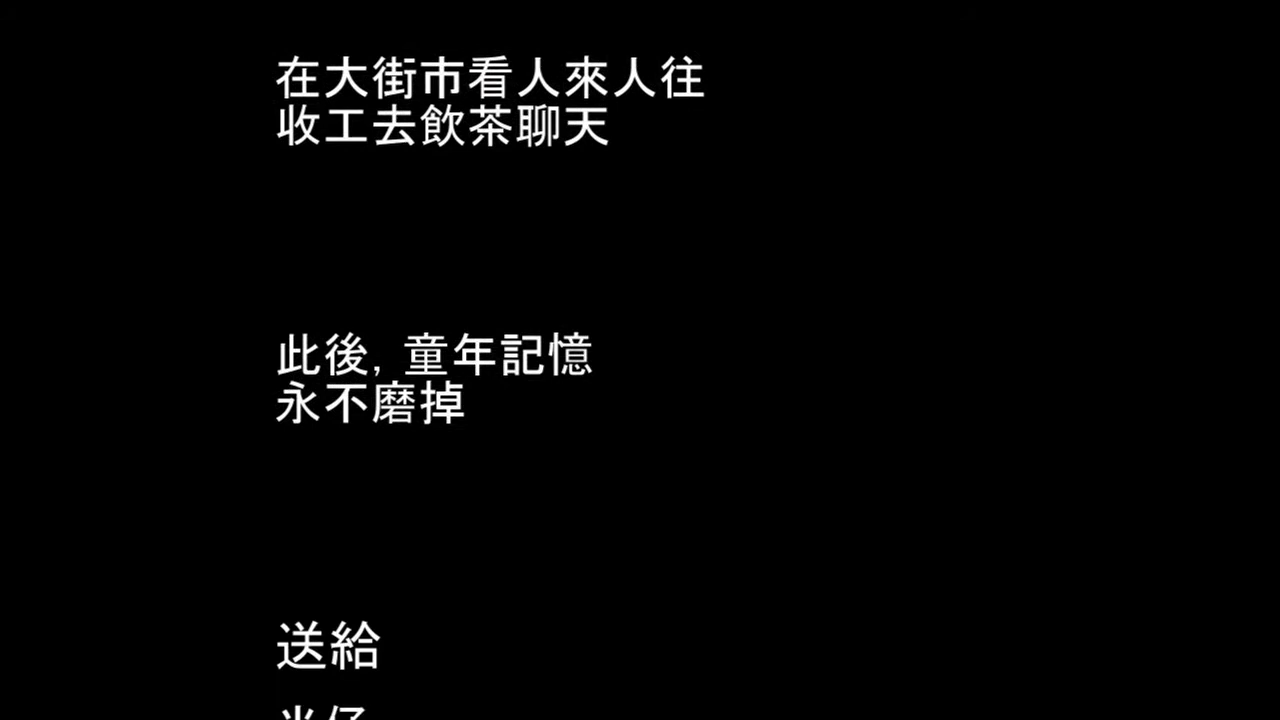 在大街市看人來人往
收工去飲茶聊天
此後, 童年記憶
永不磨掉
送給